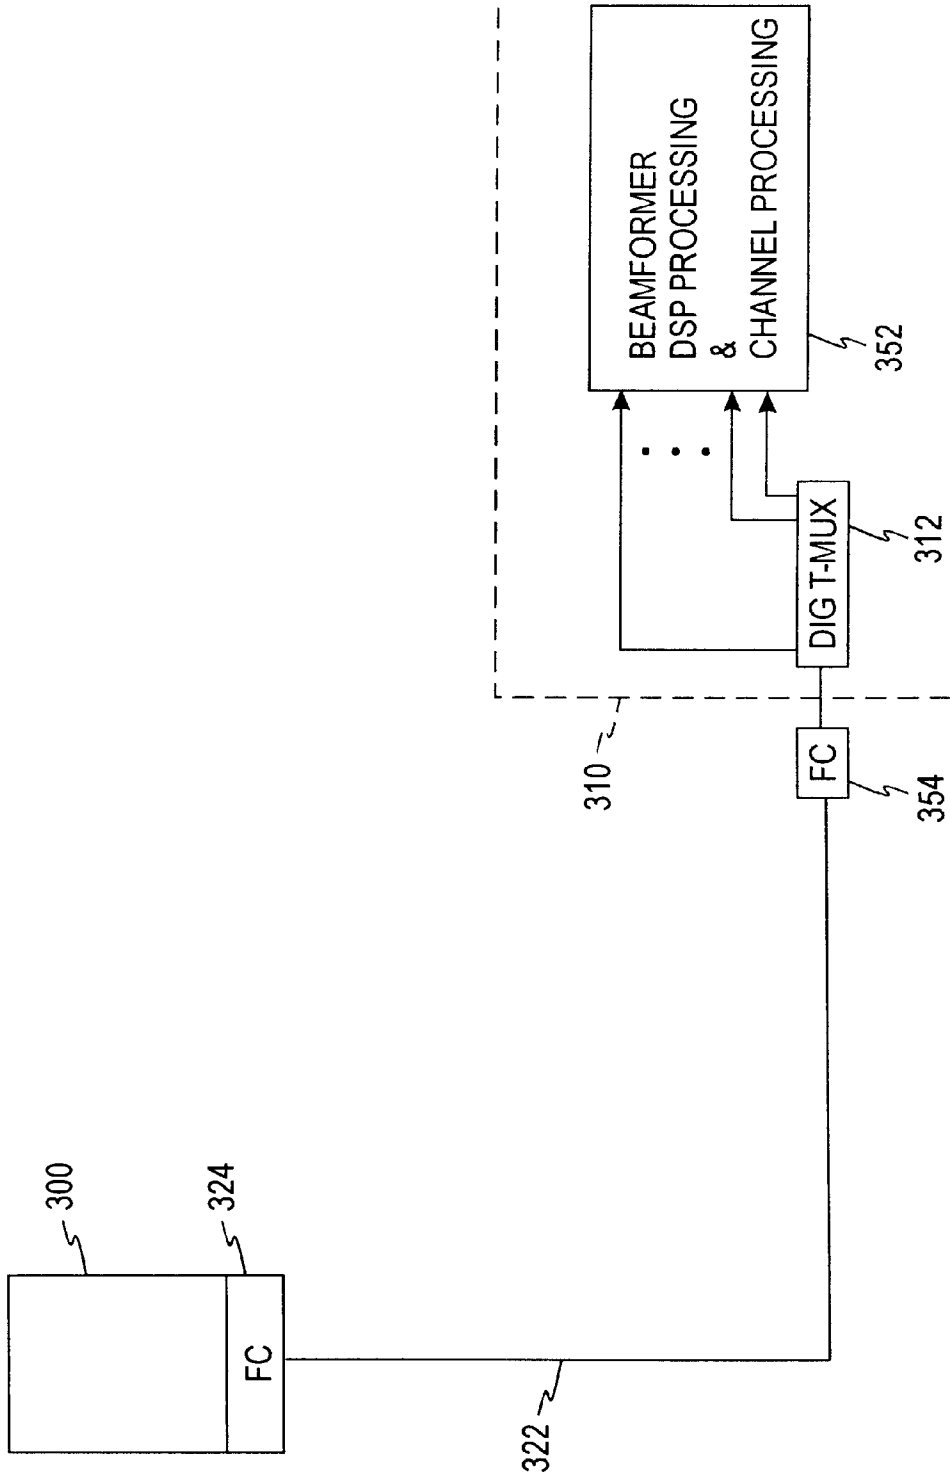 300
324
FC
322
310
FC
354
DIG T-MUX
312
BEAMFORMER
DSP PROCESSING
&
CHANNEL PROCESSING
352